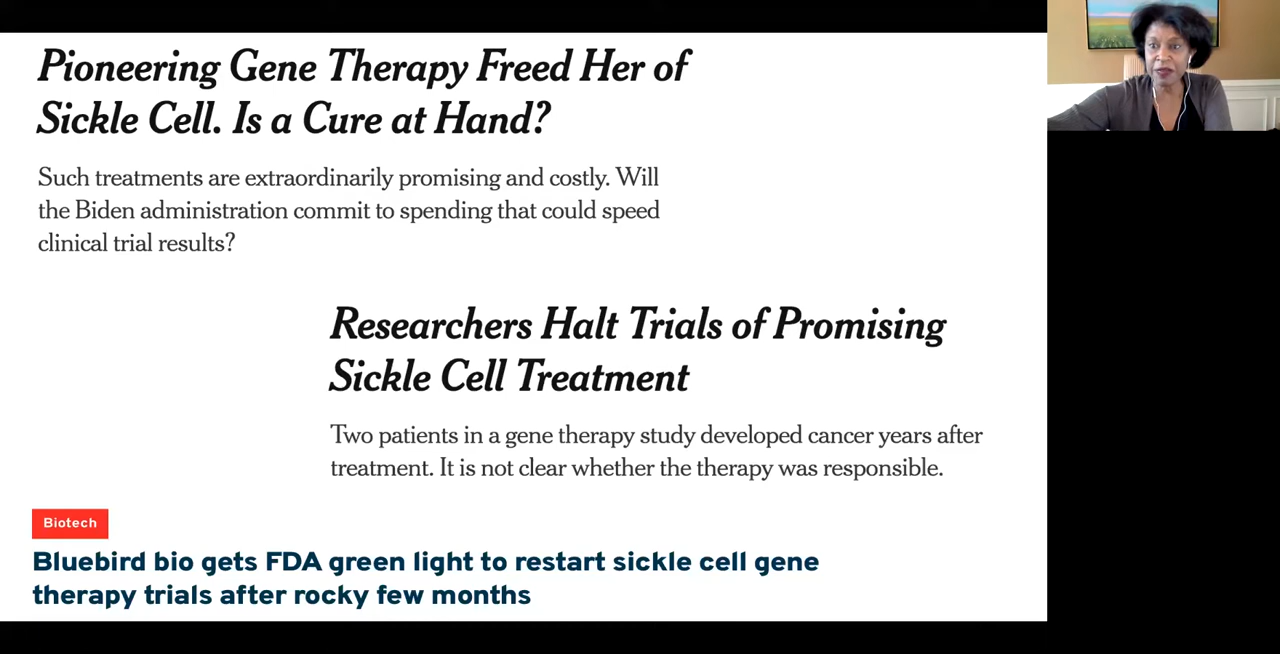 Pioneering Gene Therapy Freed Her of
Sickle Cell. Is a Cure at Hand?
Such treatments are extraordinarily promising and costly. Will
the Biden administration commit to spending that could speed
clinical trial results?
Researchers Halt Trials of Promising
Sickle Cell Treatment
Two patients in a gene therapy study developed cancer years after
treatment. It is not clear whether the therapy was responsible.
Biotech
Bluebird bio gets FDA green light to restart sickle cell gene
therapy trials after rocky few months